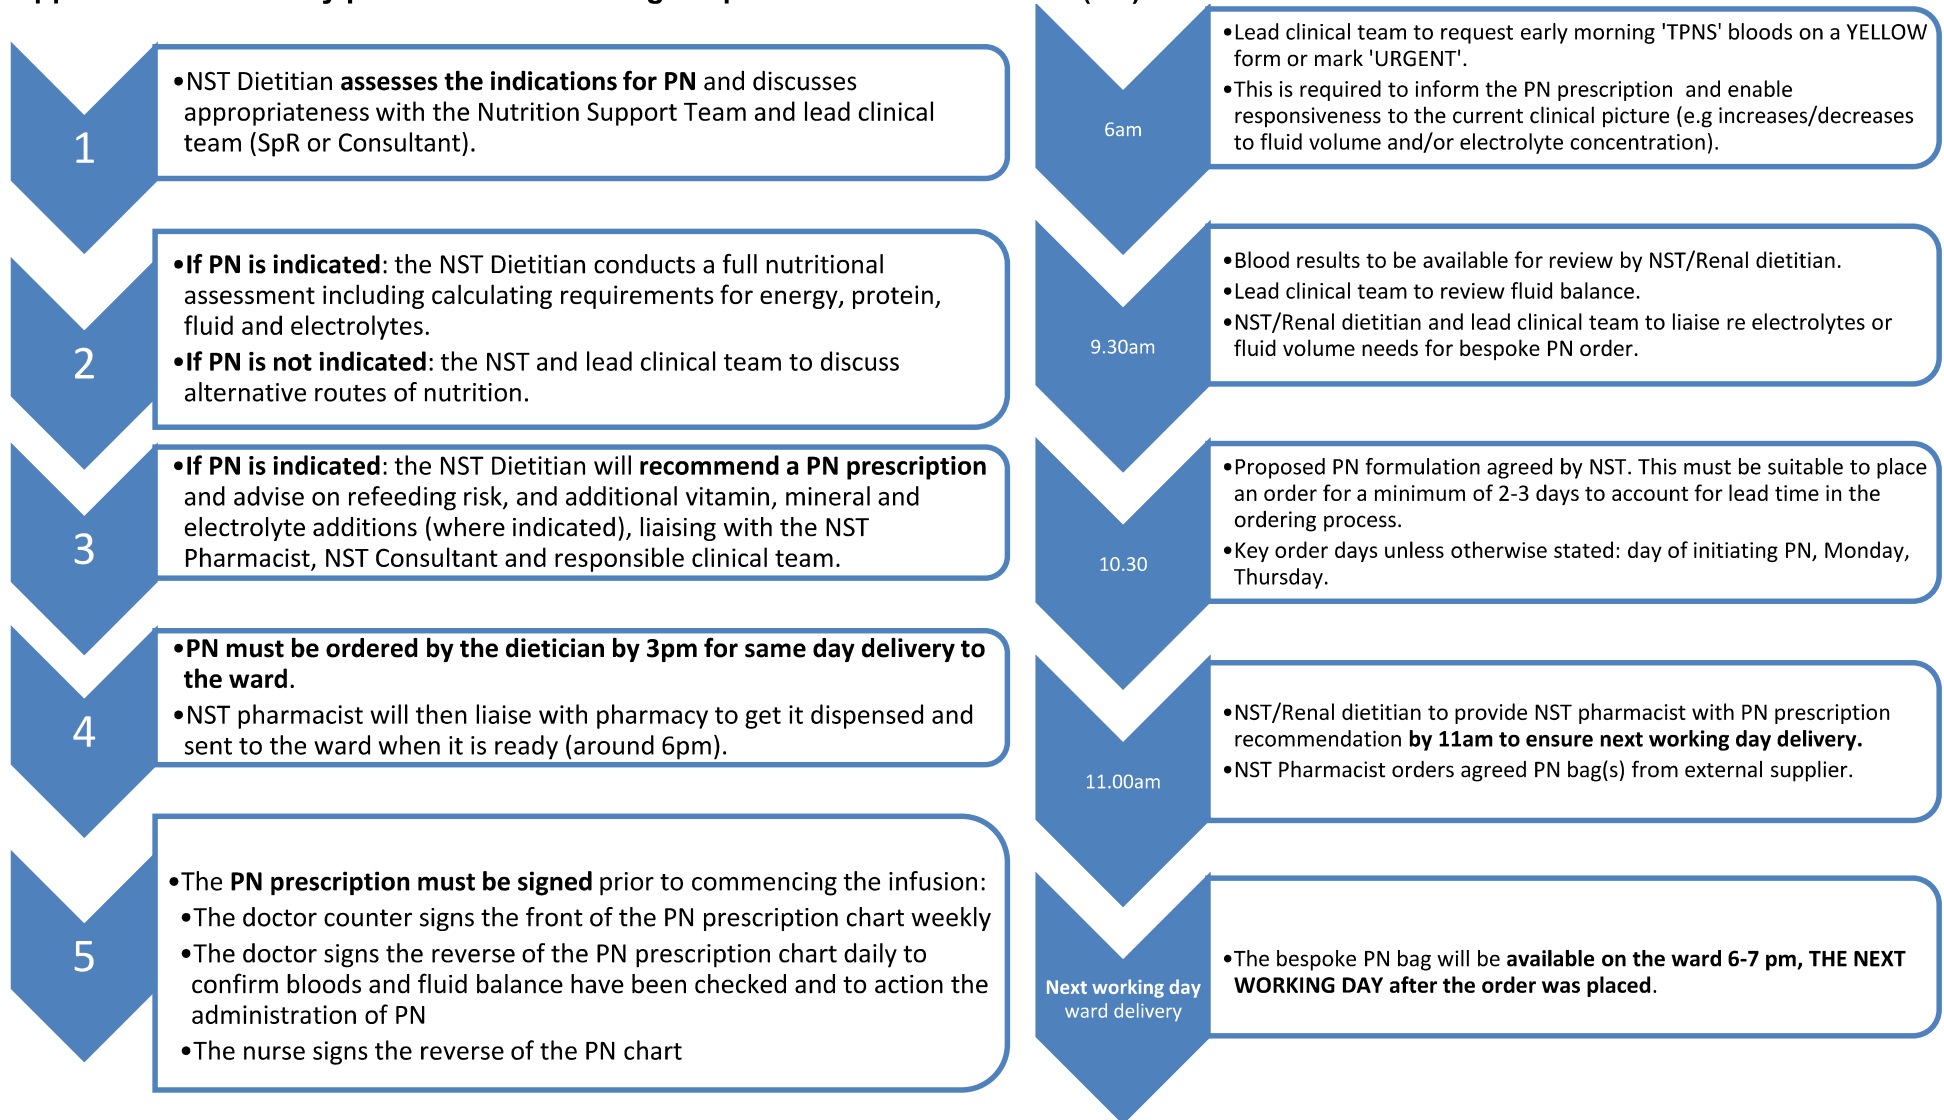 1
•NST Dietitian assesses the indications for PN and discusses
appropriateness with the Nutrition Support Team and lead clinical
team (SpR or Consultant).
2
•If PN is indicated: the NST Dietitian conducts a full nutritional
assessment including calculating requirements for energy, protein,
fluid and electrolytes.
•If PN is not indicated: the NST and lead clinical team to discuss
alternative routes of nutrition.
3
•If PN is indicated: the NST Dietitian will recommend a PN prescription
and advise on refeeding risk, and additional vitamin, mineral and
electrolyte additions (where indicated), liaising with the NST
Pharmacist, NST Consultant and responsible clinical team.
4
•PN must be ordered by the dietician by 3pm for same day delivery to
the ward.
•NST pharmacist will then liaise with pharmacy to get it dispensed and
sent to the ward when it is ready (around 6pm).
5
•The PN prescription must be signed prior to commencing the infusion:
•The doctor counter signs the front of the PN prescription chart weekly
•The doctor signs the reverse of the PN prescription chart daily to
confirm bloods and fluid balance have been checked and to action the
administration of PN
•The nurse signs the reverse of the PN chart
6am
•Lead clinical team to request early morning 'TPNS' bloods on a YELLOW
form or mark 'URGENT'.
•This is required to inform the PN prescription and enable
responsiveness to the current clinical picture (e.g increases/decreases
to fluid volume and/or electrolyte concentration).
9.30am
•Blood results to be available for review by NST/Renal dietitian.
•Lead clinical team to review fluid balance.
•NST/Renal dietitian and lead clinical team to liaise re electrolytes or
fluid volume needs for bespoke PN order.
10.30
•Proposed PN formulation agreed by NST. This must be suitable to place
an order for a minimum of 2-3 days to account for lead time in the
ordering process.
•Key order days unless otherwise stated: day of initiating PN, Monday,
Thursday.
11.00am
•NST/Renal dietitian to provide NST pharmacist with PN prescription
recommendation by 11am to ensure next working day delivery.
•NST Pharmacist orders agreed PN bag(s) from external supplier.
Next working day
ward delivery
•The bespoke PN bag will be available on the ward 6-7 pm, THE NEXT
WORKING DAY after the order was placed.